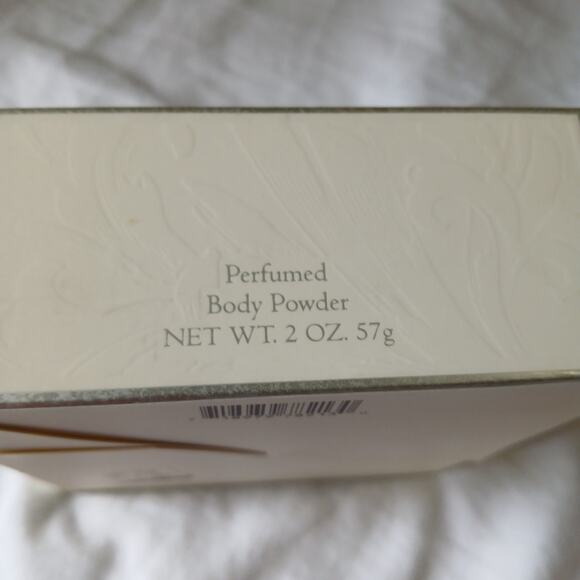 Perfumed
Body Powder
NET WT. 2 OZ. 57g